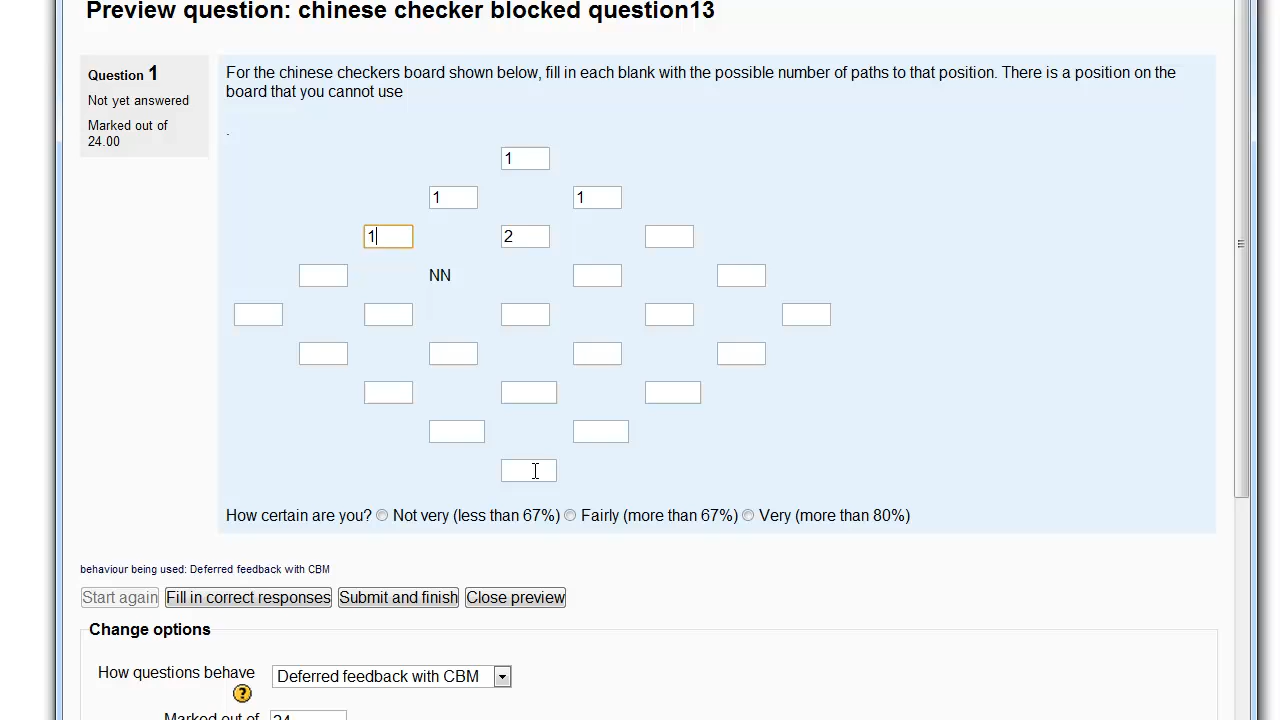 Preview question: chinese checker blocked question13
Question 1
Not yet answered
Marked out of
24.00
For the chinese checkers board shown below, fill in each blank with the possible number of paths to that position. There is a position on the
board that you cannot use
.
1
1 1
1 2
NN
How certain are you? Not very (less than 67%) Fairly (more than 67%) Very (more than 80%)
behaviour being used: Deferred feedback with CBM
Start again Fill in correct responses Submit and finish Close preview
Change options
How questions behave Deferred feedback with CBM
?
Marked out of 24